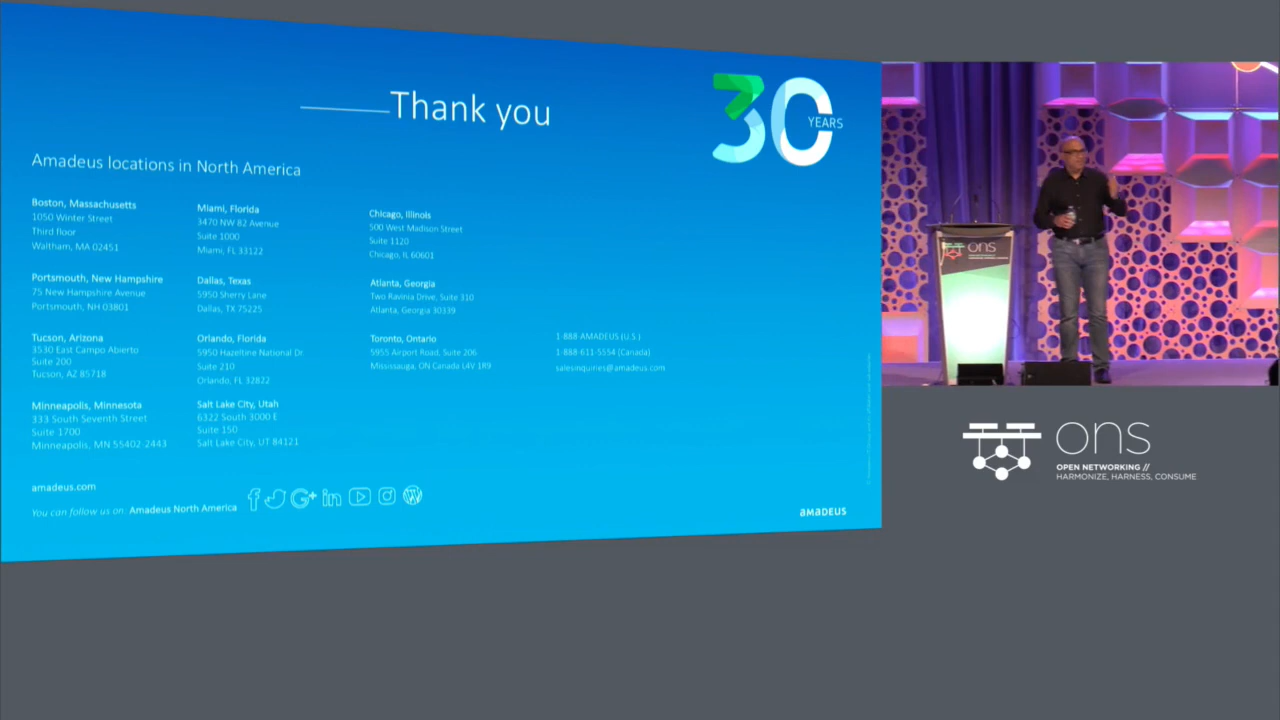 Thank you
30
YEARS
Amadeus locations in North America
Boston, Massachusetts
1050 Winter Street
Third floor
Waltham, MA 02451
Portsmouth, New Hampshire
75 New Hampshire Avenue
Portsmouth, NH 03801
Tucson, Arizona
3530 East Campo Abierto
Suite 200
Tucson, AZ 85718
Minneapolis, Minnesota
333 South Seventh Street
Suite 1700
Minneapolis, MN 55402-2443
Miami, Florida
3470 NW 82 Avenue
Suite 1000
Miami, FL 33122
Dallas, Texas
5950 Sherry Lane
Dallas, TX 75225
Orlando, Florida
5950 Hazeltine National Dr.
Suite 210
Orlando, FL 32822
Salt Lake City, Utah
6322 South 3000 E
Suite 150
Salt Lake City, UT 84121
Chicago, Illinois
500 West Madison Street
Suite 1120
Chicago, IL 60601
Atlanta, Georgia
Two Ravinia Drive, Suite 310
Atlanta, Georgia 30339
Toronto, Ontario
5955 Airport Road, Suite 206
Mississauga, ON Canada L4V 1R9
1-888-AMADEUS (U.S.)
1-888-611-5554 (Canada)
salesinquiries@amadeus.com
amadeus.com
You can follow us on: Amadeus North America
amadeus
ons
ons
OPEN NETWORKING //
HARMONIZE, HARNESS, CONSUME